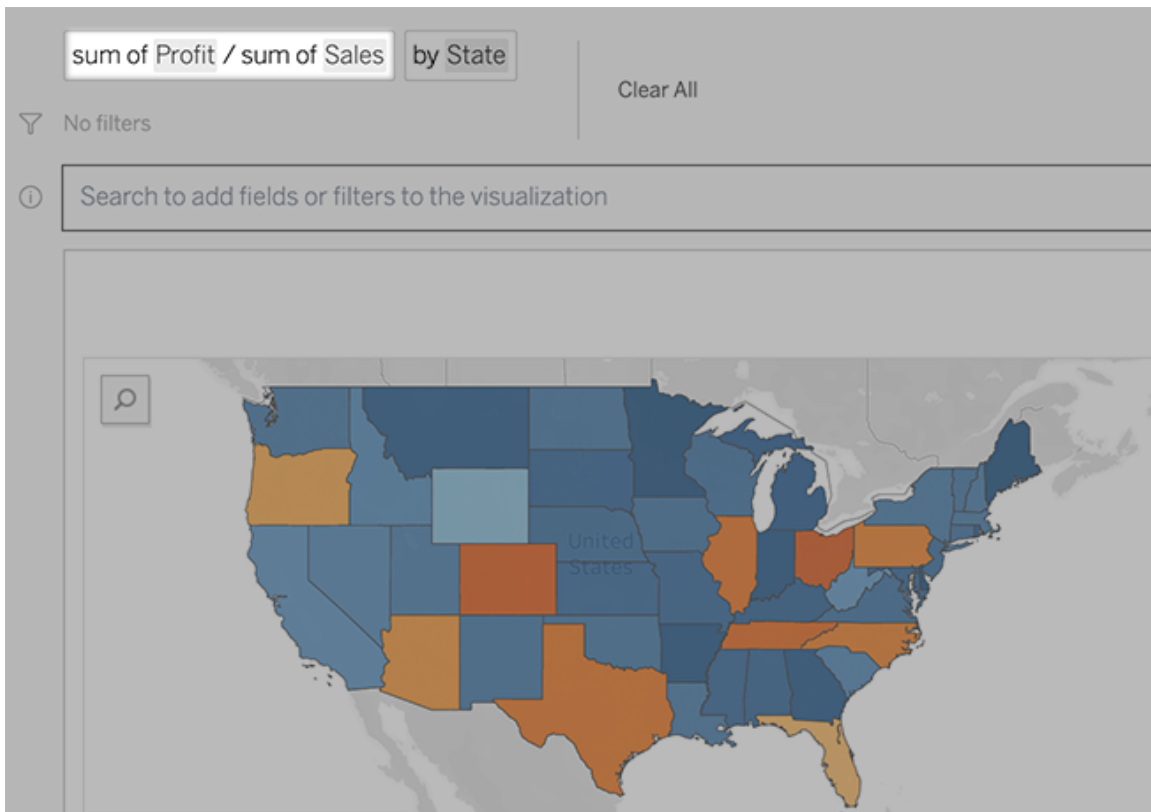 sum of Profit / sum of Sales by State
Clear All
No filters
Search to add fields or filters to the visualization
United
States